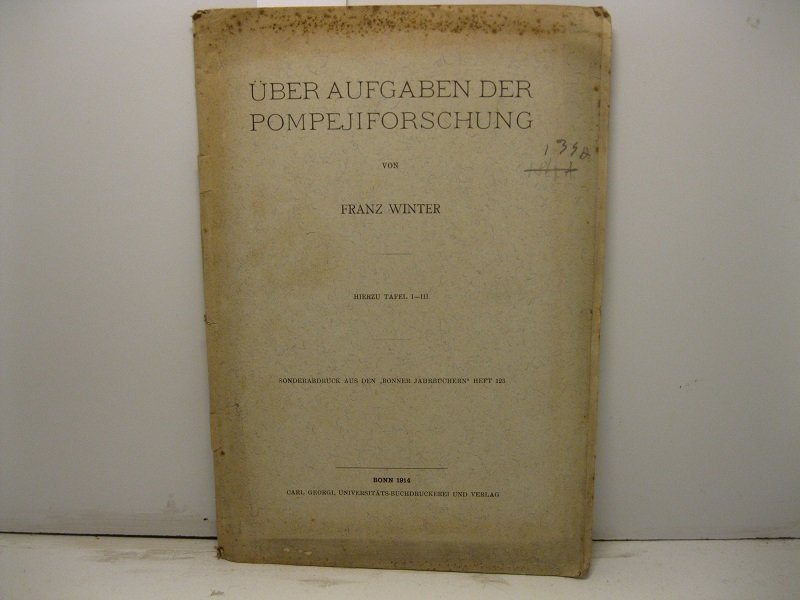 ÜBER AUFGABEN DER
POMPEJIFORSCHUNG
VON
FRANZ WINTER
HIERZU TAFEL I—III
SONDERABDRUCK AUS DEN „BONNER JAHRBÜCHERN" HEFT 123
BONN 1914
CARL GEORGI, UNIVERSITÄTS-BUCHDRUCKEREI UND VERLAG